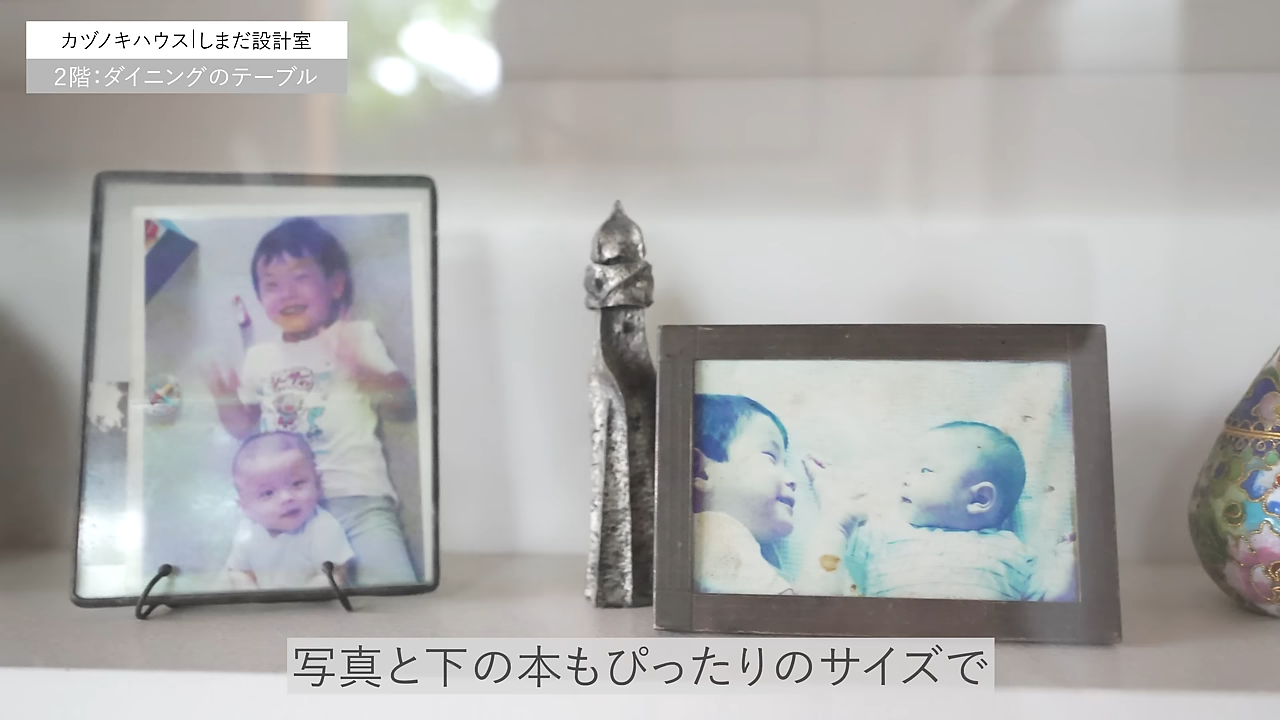 カヅノキハウス|しまだ設計室
2階:ダイニングのテーブル
写真と下の本もぴったりのサイズで